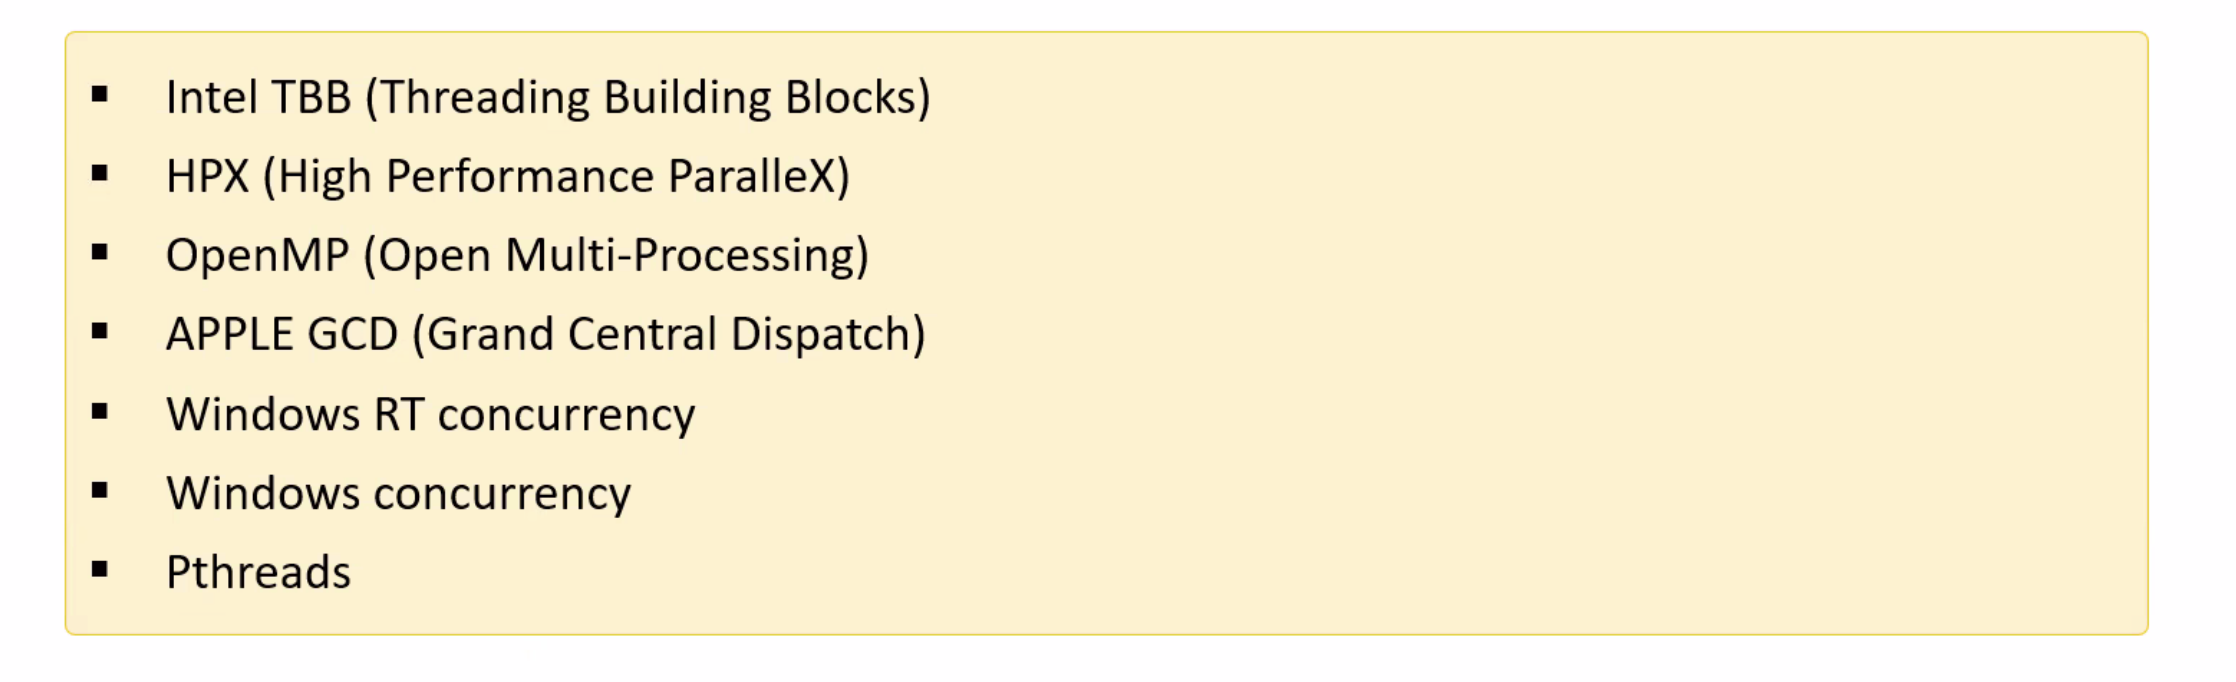 ▪ Intel TBB (Threading Building Blocks)
▪ HPX (High Performance ParalleX)
▪ OpenMP (Open Multi-Processing)
▪ APPLE GCD (Grand Central Dispatch)
▪ Windows RT concurrency
▪ Windows concurrency
▪ Pthreads